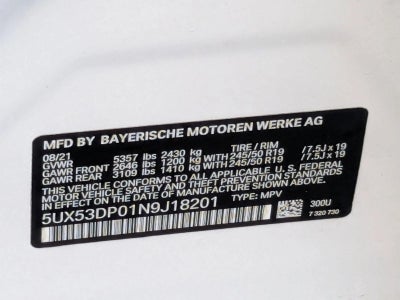 MFD BY BAYERISCHE MOTOREN WERKE AG
08/21 TIRE / RIM
GVWR 5357 lbs 2430 kg
GAWR FRONT 2646 lbs 1200 kg WITH 245/50 R19 / 7.5J x 19
GAWR REAR 3109 lbs 1410 kg WITH 245/50 R19 / 7.5J x 19
THIS VEHICLE CONFORMS TO ALL APPLICABLE U.S. FEDERAL
MOTOR VEHICLE SAFETY, BUMPER, AND THEFT PREVENTION
STANDARDS IN EFFECT ON THE DATE OF MANUFACTURE SHOWN ABOVE.
5UX53DP01N9J18201 TYPE: MPV
300U
7 320 730